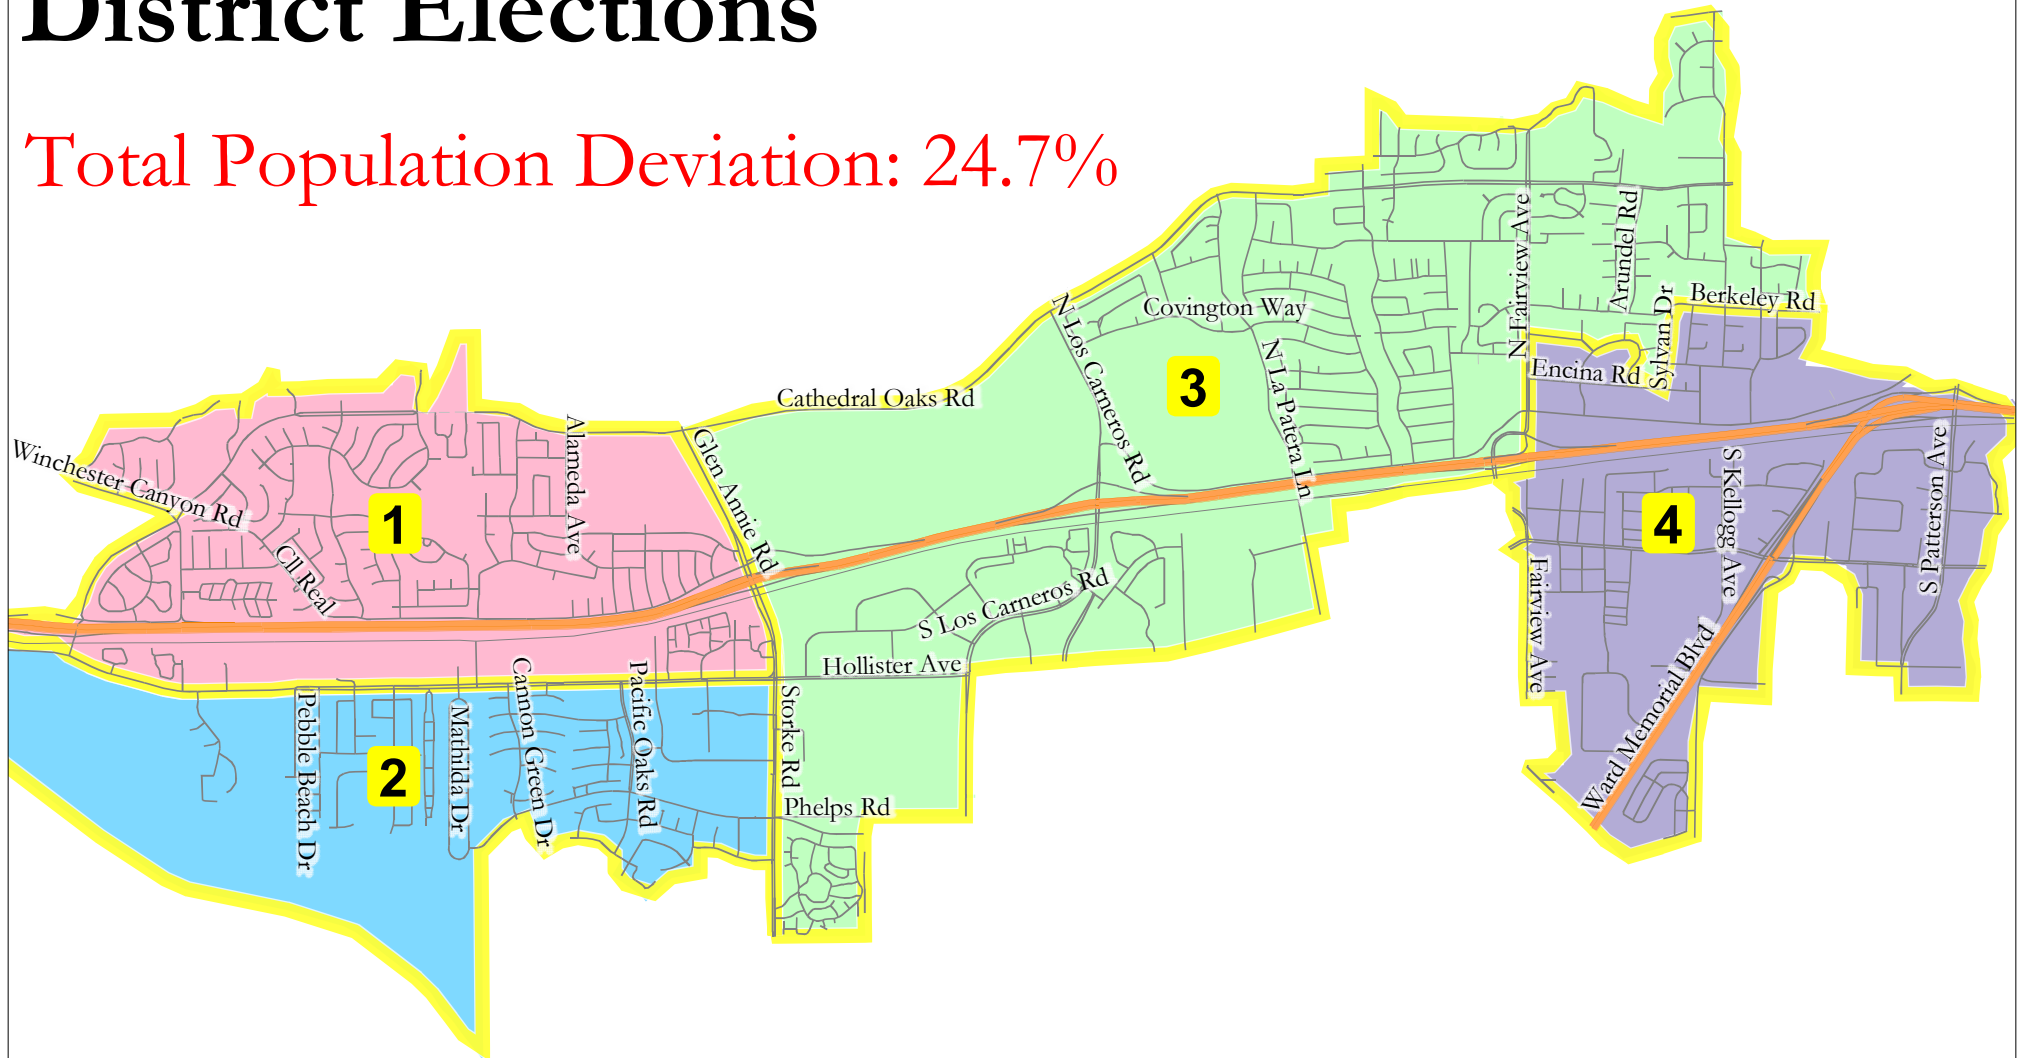 District Elections
Total Population Deviation: 24.7%
Winchester Canyon Rd
Cll Real
1
Alameda Ave
Glen Annie Rd
Cathedral Oaks Rd
N Los Carneros Rd
Covington Way
3
N La Patera Ln
N Fairview Ave
Arundel Rd
Sylvan Dr
Berkeley Rd
Encina Rd
S Los Carneros Rd
Hollister Ave
4
S Kellogg Ave
S Patterson Ave
Fairview Ave
Ward Memorial Blvd
Pebble Beach Dr
2
Mathilda Dr
Cannon Green Dr
Pacific Oaks Rd
Storke Rd
Phelps Rd